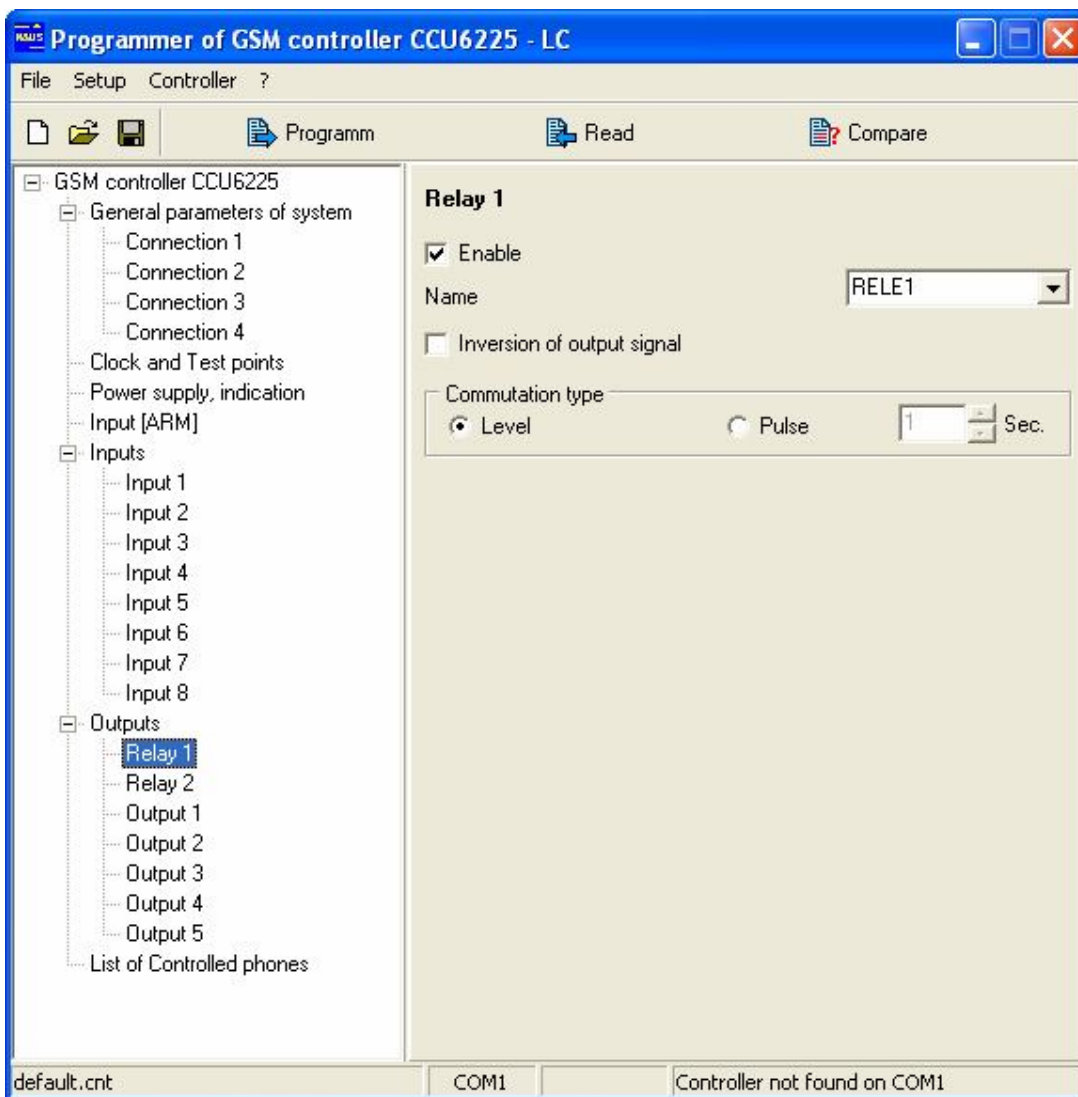 Programmer of GSM controller CCU6225 - LC
File Setup Controller ?
Programm Read Compare
GSM controller CCU6225
General parameters of system
Connection 1
Connection 2
Connection 3
Connection 4
Clock and Test points
Power supply, indication
Input [ARM]
Inputs
Input 1
Input 2
Input 3
Input 4
Input 5
Input 6
Input 7
Input 8
Outputs
Relay 1
Relay 2
Output 1
Output 2
Output 3
Output 4
Output 5
List of Controlled phones
Relay 1
Enable
Name RELE1
Inversion of output signal
Commutation type
Level Pulse 1 Sec.
default.cnt COM1 Controller not found on COM1